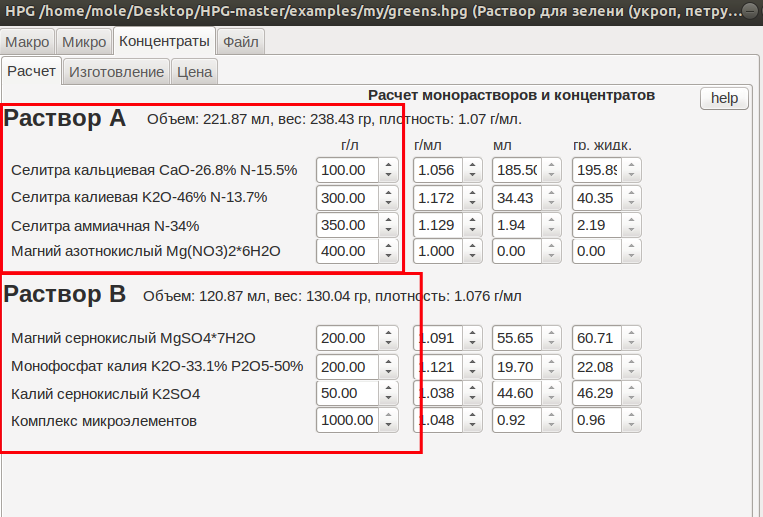 HPG /home/mole/Desktop/HPG-master/examples/my/greens.hpg (Раствор для зелени (укроп, петру...
Макро Микро Концентраты Файл
Расчет Изготовление Цена
Расчет монорастворов и концентратов help
Раствор А Объем: 221.87 мл, вес: 238.43 гр, плотность: 1.07 г/мл.
г/л г/мл мл гр. жидк.
Селитра кальциевая CaO-26.8% N-15.5% 100.00 1.056 185.50 195.89
Селитра калиевая K2O-46% N-13.7% 300.00 1.172 34.43 40.35
Селитра аммиачная N-34% 350.00 1.129 1.94 2.19
Магний азотнокислый Mg(NO3)2*6H2O 400.00 1.000 0.00 0.00
Раствор B Объем: 120.87 мл, вес: 130.04 гр, плотность: 1.076 г/мл
Магний сернокислый MgSO4*7H2O 200.00 1.091 55.65 60.71
Монофосфат калия K2O-33.1% P2O5-50% 200.00 1.121 19.70 22.08
Калий сернокислый K2SO4 50.00 1.038 44.60 46.29
Комплекс микроэлементов 1000.00 1.048 0.92 0.96